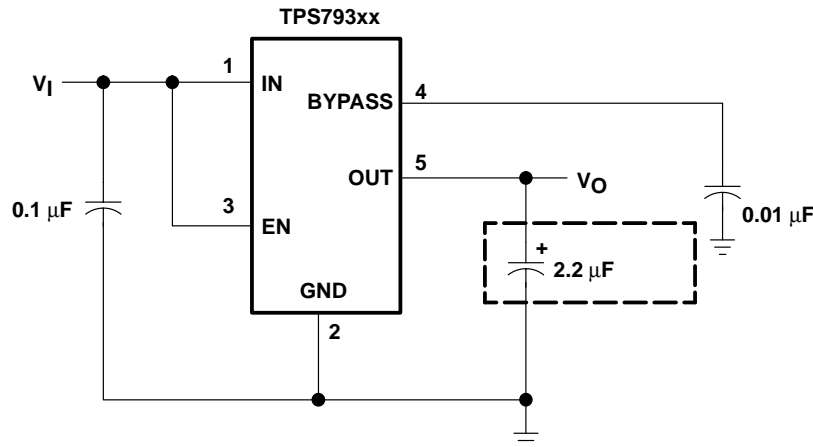 TPS793xx
VI
1
IN
BYPASS
4
OUT
5
VO
0.1 μF
3
EN
0.01 μF
+
2.2 μF
GND
2